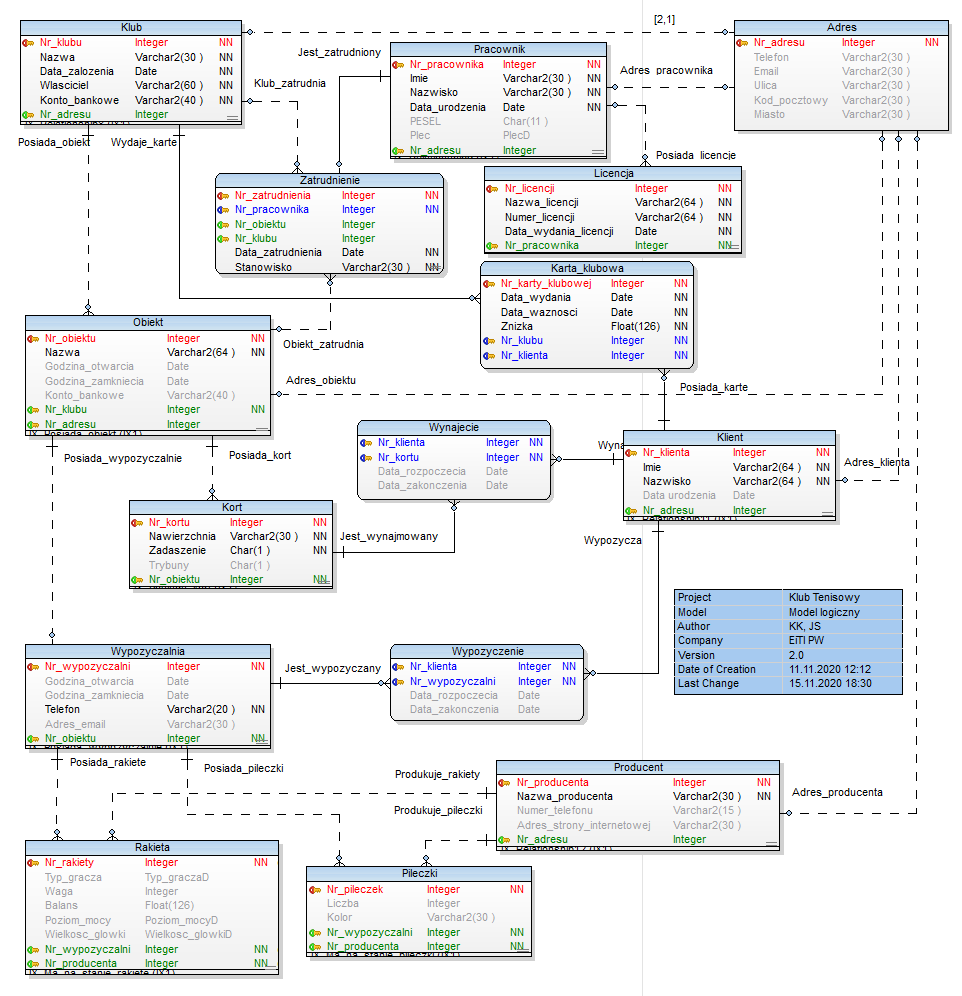 Klub
Nr_klubu Integer NN
Nazwa Varchar2(30 ) NN
Data_zalozenia Date NN
Wlasciciel Varchar2(60 ) NN
Konto_bankowe Varchar2(40 ) NN
Nr_adresu Integer
[2,1]
Adres
Nr_adresu Integer NN
Telefon Varchar2(30 )
Email Varchar2(30 )
Ulica Varchar2(30 )
Kod_pocztowy Varchar2(30 )
Miasto Varchar2(30 )
Jest_zatrudniony
Pracownik
Nr_pracownika Integer NN
Imie Varchar2(30 ) NN
Nazwisko Varchar2(30 ) NN
Data_urodzenia Date NN
PESEL Char(11 )
Plec PlecD
Nr_adresu Integer
Adres pracownika
Klub_zatrudnia
Posiada_obiekt
Wydaje_karte
Posiada licencje
Zatrudnienie
Nr_zatrudnienia Integer NN
Nr_pracownika Integer NN
Nr_obiektu Integer
Nr_klubu Integer
Data_zatrudnienia Date NN
Stanowisko Varchar2(30 ) NN
Licencja
Nr_licencji Integer NN
Nazwa_licencji Varchar2(64 ) NN
Numer_licencji Varchar2(64 ) NN
Data_wydania_licencji Date NN
Nr_pracownika Integer NN
Karta_klubowa
Nr_karty_klubowej Integer NN
Data_wydania Date NN
Data_waznosci Date NN
Znizka Float(126) NN
Nr_klubu Integer NN
Nr_klienta Integer NN
Obiekt
Nr_obiektu Integer NN
Nazwa Varchar2(64 ) NN
Godzina_otwarcia Date
Godzina_zamkniecia Date
Konto_bankowe Varchar2(40 )
Nr_klubu Integer NN
Nr_adresu Integer
IX_Posiada_obiekt (IX1)
Obiekt_zatrudnia
Adres_obiektu
Posiada_karte
Posiada_wypozyczalnie
Posiada_kort
Wynajecie
Nr_klienta Integer NN
Nr_kortu Integer NN
Data_rozpoczecia Date
Data_zakonczenia Date
Wyna
Klient
Nr_klienta Integer NN
Imie Varchar2(64 ) NN
Nazwisko Varchar2(64 ) NN
Data urodzenia Date
Nr_adresu Integer
Adres_klienta
Kort
Nr_kortu Integer NN
Nawierzchnia Varchar2(30 ) NN
Zadaszenie Char(1 ) NN
Trybuny Char(1 )
Nr_obiektu Integer NN
Jest_wynajmowany
Wypozycza
Project Klub Tenisowy
Model Model logiczny
Author KK, JS
Company EiTI PW
Version 2.0
Date of Creation 11.11.2020 12:12
Last Change 15.11.2020 18:30
Wypozyczalnia
Nr_wypozyczalni Integer NN
Godzina_otwarcia Date
Godzina_zamkniecia Date
Telefon Varchar2(20 ) NN
Adres_email Varchar2(30 )
Nr_obiektu Integer NN
Jest_wypozyczany
Wypozyczenie
Nr_klienta Integer NN
Nr_wypozyczalni Integer NN
Data_rozpoczecia Date
Data_zakonczenia Date
Posiada_rakiete
Posiada_pileczki
Produkuje_rakiety
Produkuje_pileczki
Producent
Nr_producenta Integer NN
Nazwa_producenta Varchar2(30 ) NN
Numer_telefonu Varchar2(15 )
Adres_strony_internetowej Varchar2(30 )
Nr_adresu Integer
Adres_producenta
Rakieta
Nr_rakiety Integer NN
Typ_gracza Typ_graczaD
Waga Integer
Balans Float(126)
Poziom_mocy Poziom_mocyD
Wielkosc_glowki Wielkosc_glowkiD
Nr_wypozyczalni Integer NN
Nr_producenta Integer NN
Pileczki
Nr_pileczek Integer NN
Liczba Integer
Kolor Varchar2(30 )
Nr_wypozyczalni Integer NN
Nr_producenta Integer NN